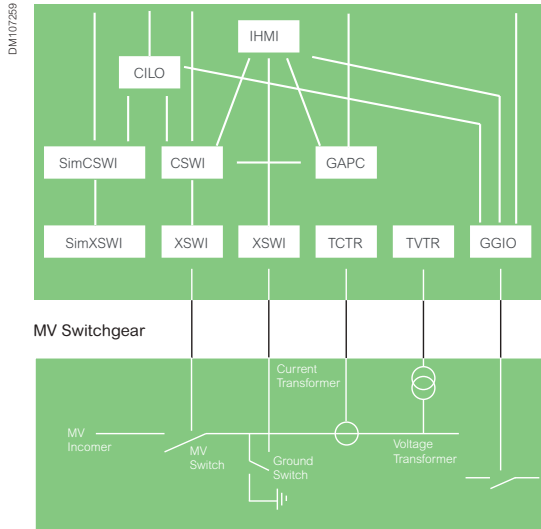 DM107259
IHMI
CILO
SimCSWI
CSWI
GAPC
SimXSWI
XSWI
XSWI
TCTR
TVTR
GGIO
MV Switchgear
Current
Transformer
MV
Incomer
MV
Switch
Ground
Switch
Voltage
Transformer